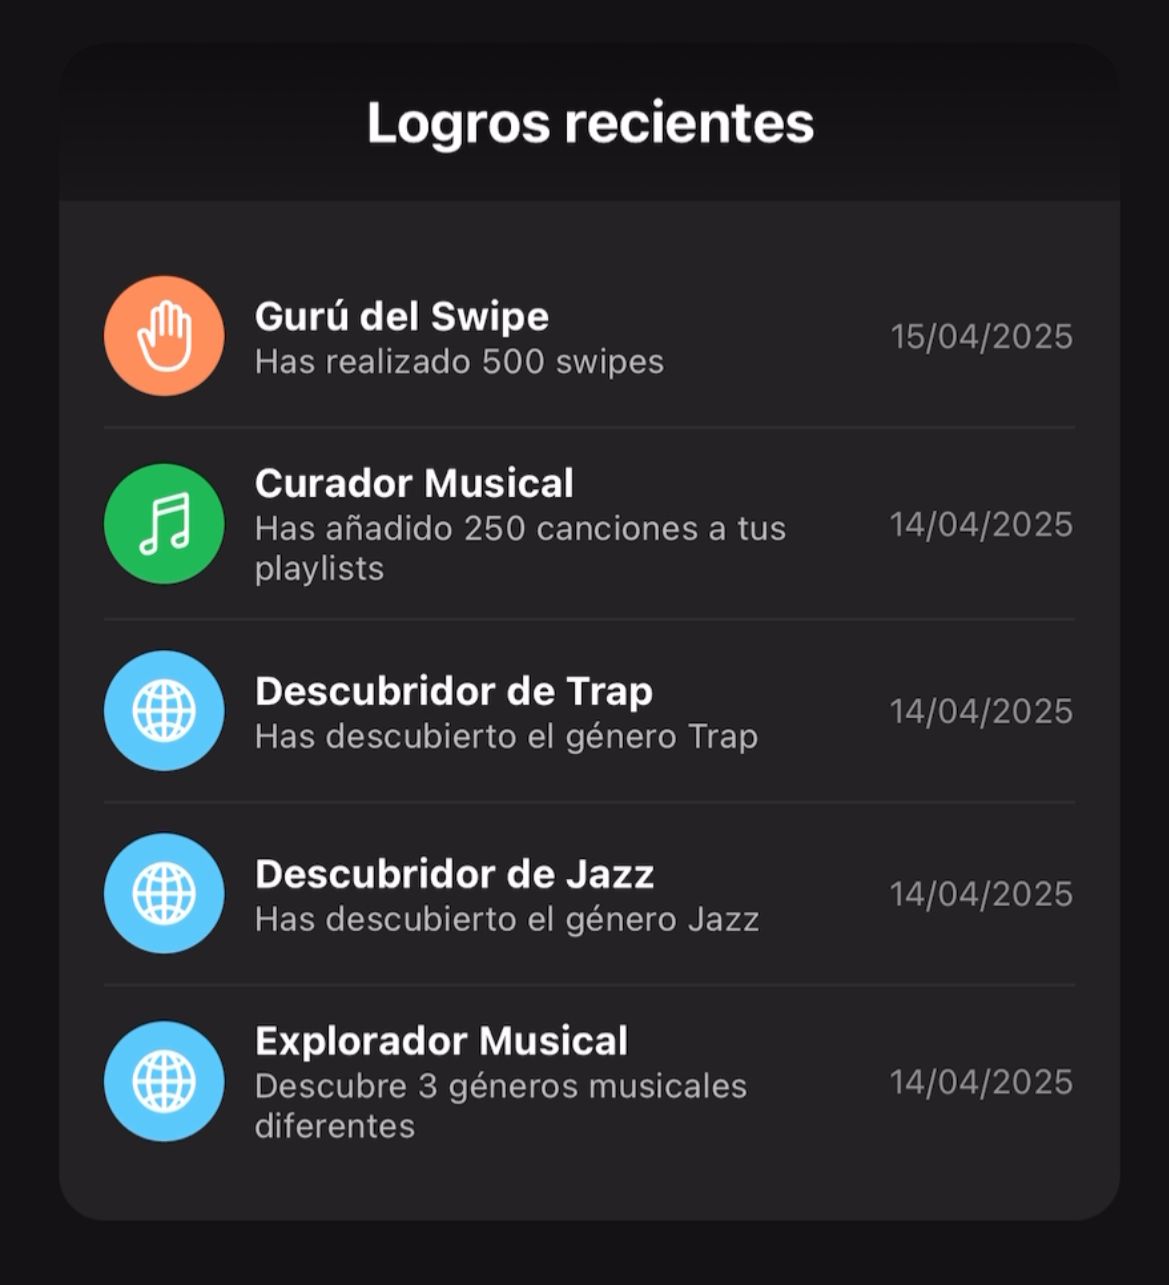 Logros recientes
Gurú del Swipe
Has realizado 500 swipes
15/04/2025
Curador Musical
Has añadido 250 canciones a tus
playlists
14/04/2025
Descubridor de Trap
Has descubierto el género Trap
14/04/2025
Descubridor de Jazz
Has descubierto el género Jazz
14/04/2025
Explorador Musical
Descubre 3 géneros musicales
diferentes
14/04/2025